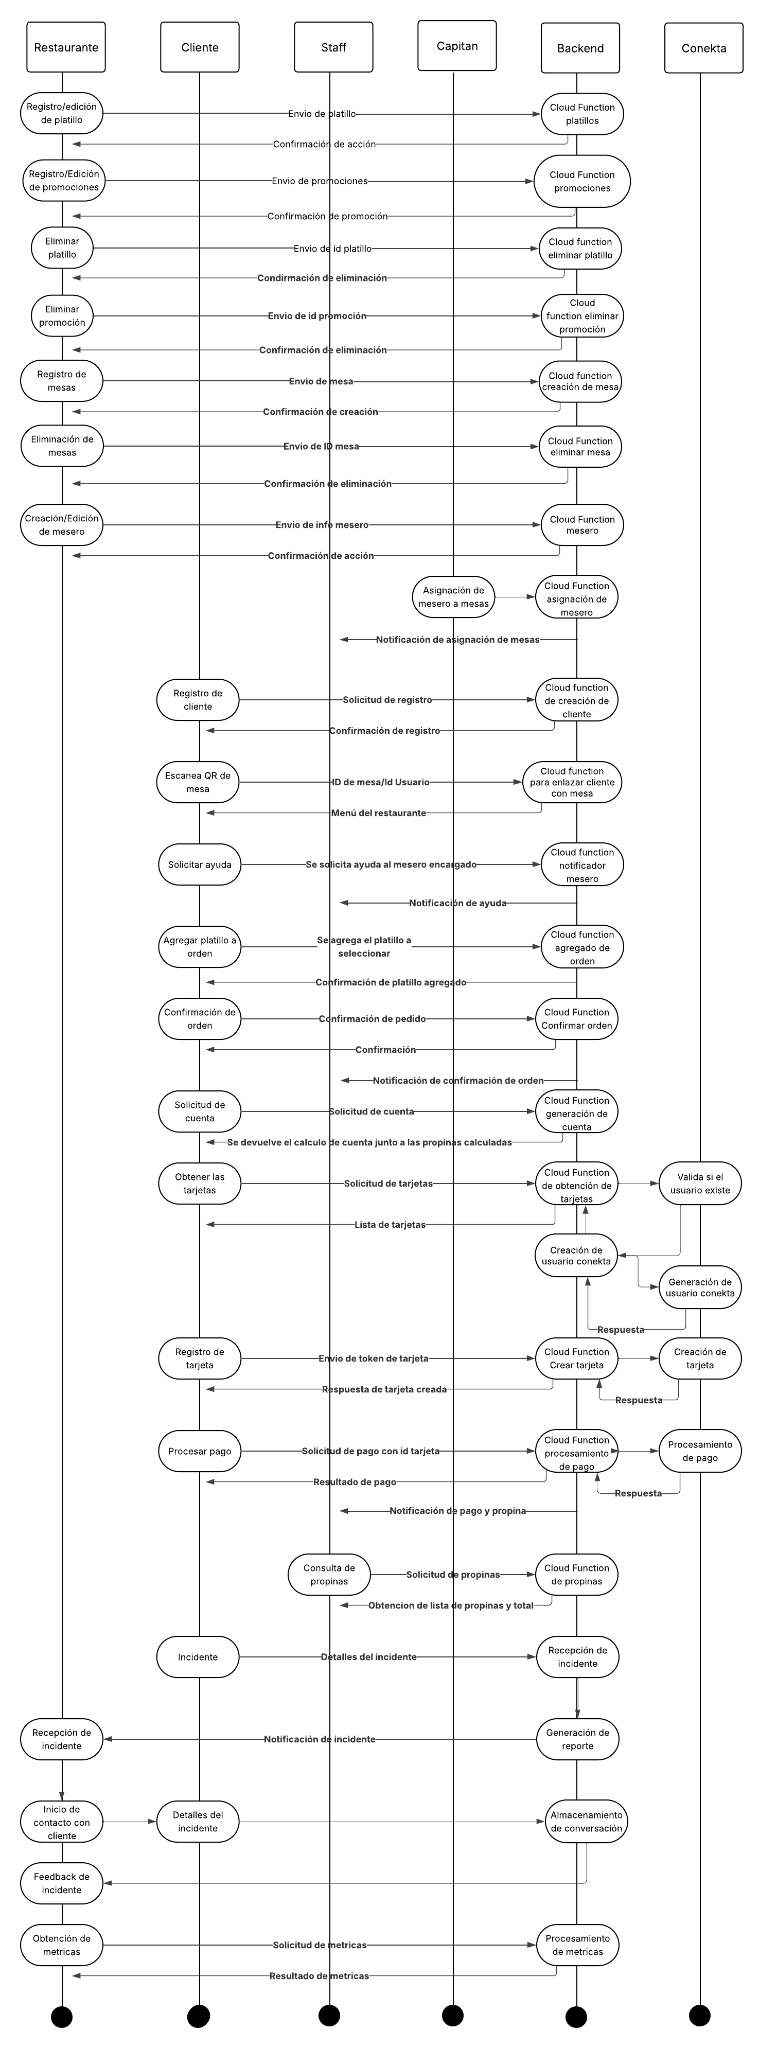 Restaurante
Cliente
Staff
Capitan
Backend
Conekta
Registro/edición
de platillo
Envio de platillo
Cloud Function
platillos
Confirmación de acción
Registro/Edición
de promociones
Envio de promociones
Cloud Function
promociones
Confirmación de promoción
Eliminar
platillo
Envio de id platillo
Cloud function
eliminar platillo
Condirmación de eliminación
Eliminar
promoción
Envio de id promoción
Cloud
function eliminar
promoción
Confirmación de eliminación
Registro de
mesas
Envio de mesa
Cloud function
creación de mesa
Confirmación de creación
Eliminación de
mesas
Envio de ID mesa
Cloud Function
eliminar mesa
Confirmación de eliminación
Creación/Edición
de mesero
Envio de info mesero
Cloud Function
mesero
Confirmación de acción
Asignación de
mesero a mesas
Cloud Function
asignación de
mesero
Notificación de asignación de mesas
Registro de
cliente
Solicitud de registro
Cloud function
de creación de
cliente
Confirmación de registro
Escanea QR de
mesa
ID de mesa/Id Usuario
Cloud function
para enlazar cliente
con mesa
Menú del restaurante
Solicitar ayuda
Se solicita ayuda al mesero encargado
Cloud function
notificador
mesero
Notificación de ayuda
Agregar platillo a
orden
Se agrega el platillo a
seleccionar
Cloud function
agregado de
orden
Confirmación de platillo agregado
Confirmación de
orden
Confirmación de pedido
Cloud Function
Confirmar orden
Confirmación
Notificación de confirmación de orden
Solicitud de
cuenta
Solicitud de cuenta
Cloud Function
generación de
cuenta
Se devuelve el calculo de cuenta junto a las propinas calculadas
Obtener las
tarjetas
Solicitud de tarjetas
Cloud Function
de obtención de
tarjetas
Valida si el
usuario existe
Lista de tarjetas
Creación de
usuario conekta
Generación de
usuario conekta
Respuesta
Registro de
tarjeta
Envio de token de tarjeta
Cloud Function
Crear tarjeta
Creación de
tarjeta
Respuesta de tarjeta creada
Respuesta
Procesar pago
Solicitud de pago con id tarjeta
Cloud Function
procesamiento
de pago
Procesamiento
de pago
Resultado de pago
Respuesta
Notificación de pago y propina
Consulta de
propinas
Solicitud de propinas
Cloud Function
de propinas
Obtencion de lista de propinas y total
Incidente
Detalles del incidente
Recepción de
incidente
Recepción de
incidente
Notificación de incidente
Generación de
reporte
Inicio de
contacto con
cliente
Detalles del
incidente
Almacenamiento
de conversación
Feedback de
incidente
Obtención de
metricas
Solicitud de metricas
Procesamiento
de metricas
Resultado de metricas